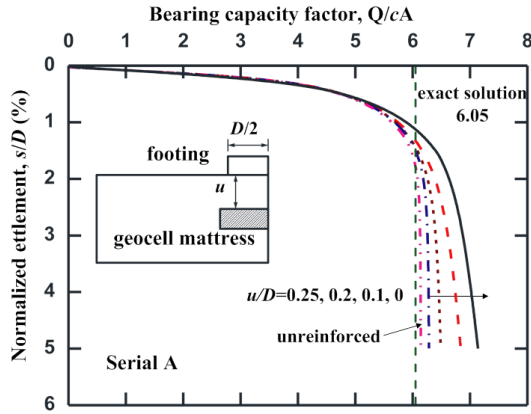 Bearing capacity factor, Q/cA
0 1 2 3 4 5 6 7 8
Normalized ettlement, s/D (%)
0
1
2
3
4
5
6
exact solution
6.05
D/2
footing
u
geocell mattress
u/D=0.25, 0.2, 0.1, 0
unreinforced
Serial A